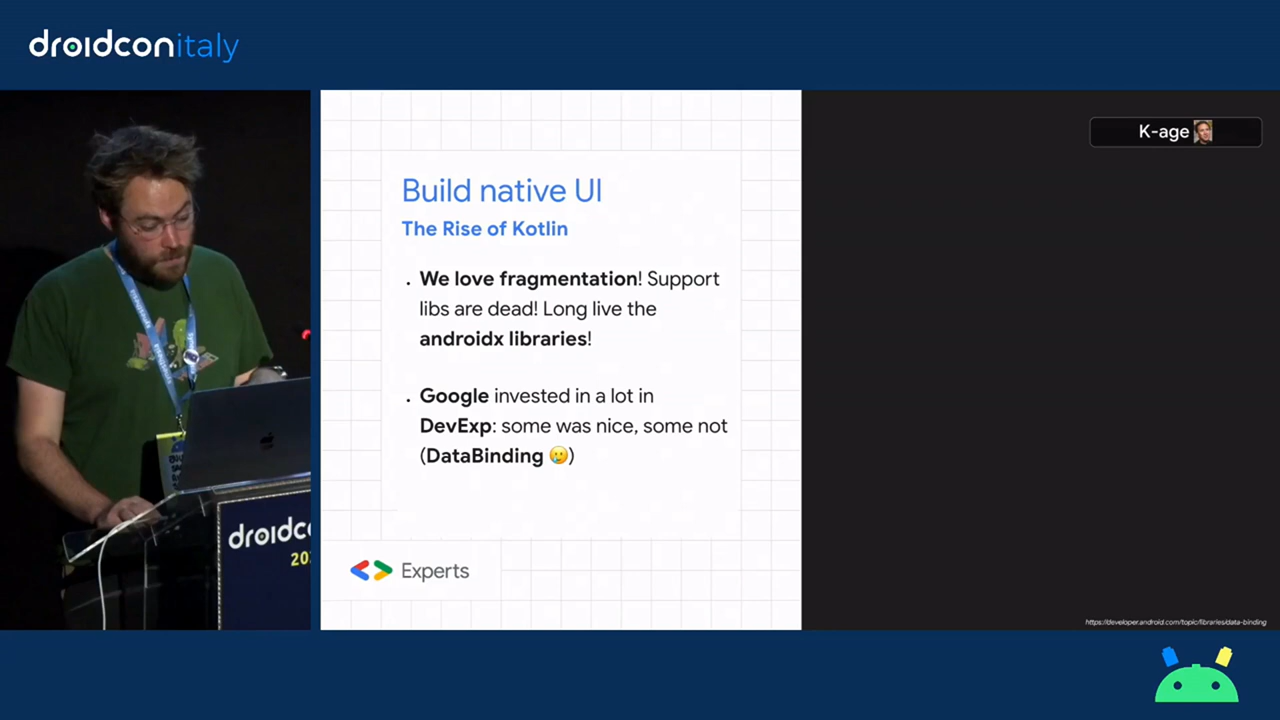 droidconitaly
K-age
Build native UI
The Rise of Kotlin
. We love fragmentation! Support
libs are dead! Long live the
androidx libraries!
. Google invested in a lot in
DevExp: some was nice, some not
(DataBinding 🥲)
droidco
20
Experts
https://developer.android.com/topic/libraries/data-binding